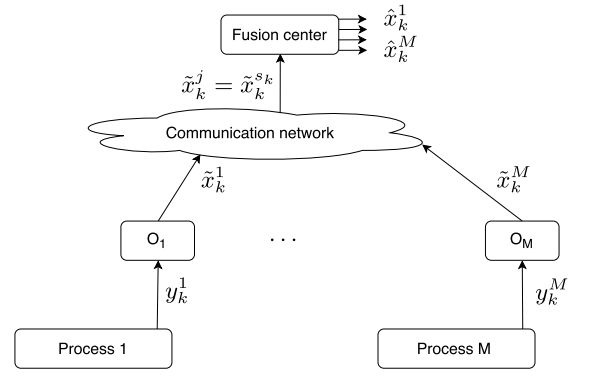 Fusion center
x̂_k^1
x̂_k^M
x̃_k^j = x̃_k^{s_k}
Communication network
x̃_k^1
x̃_k^M
O_1
...
O_M
y_k^1
y_k^M
Process 1
Process M